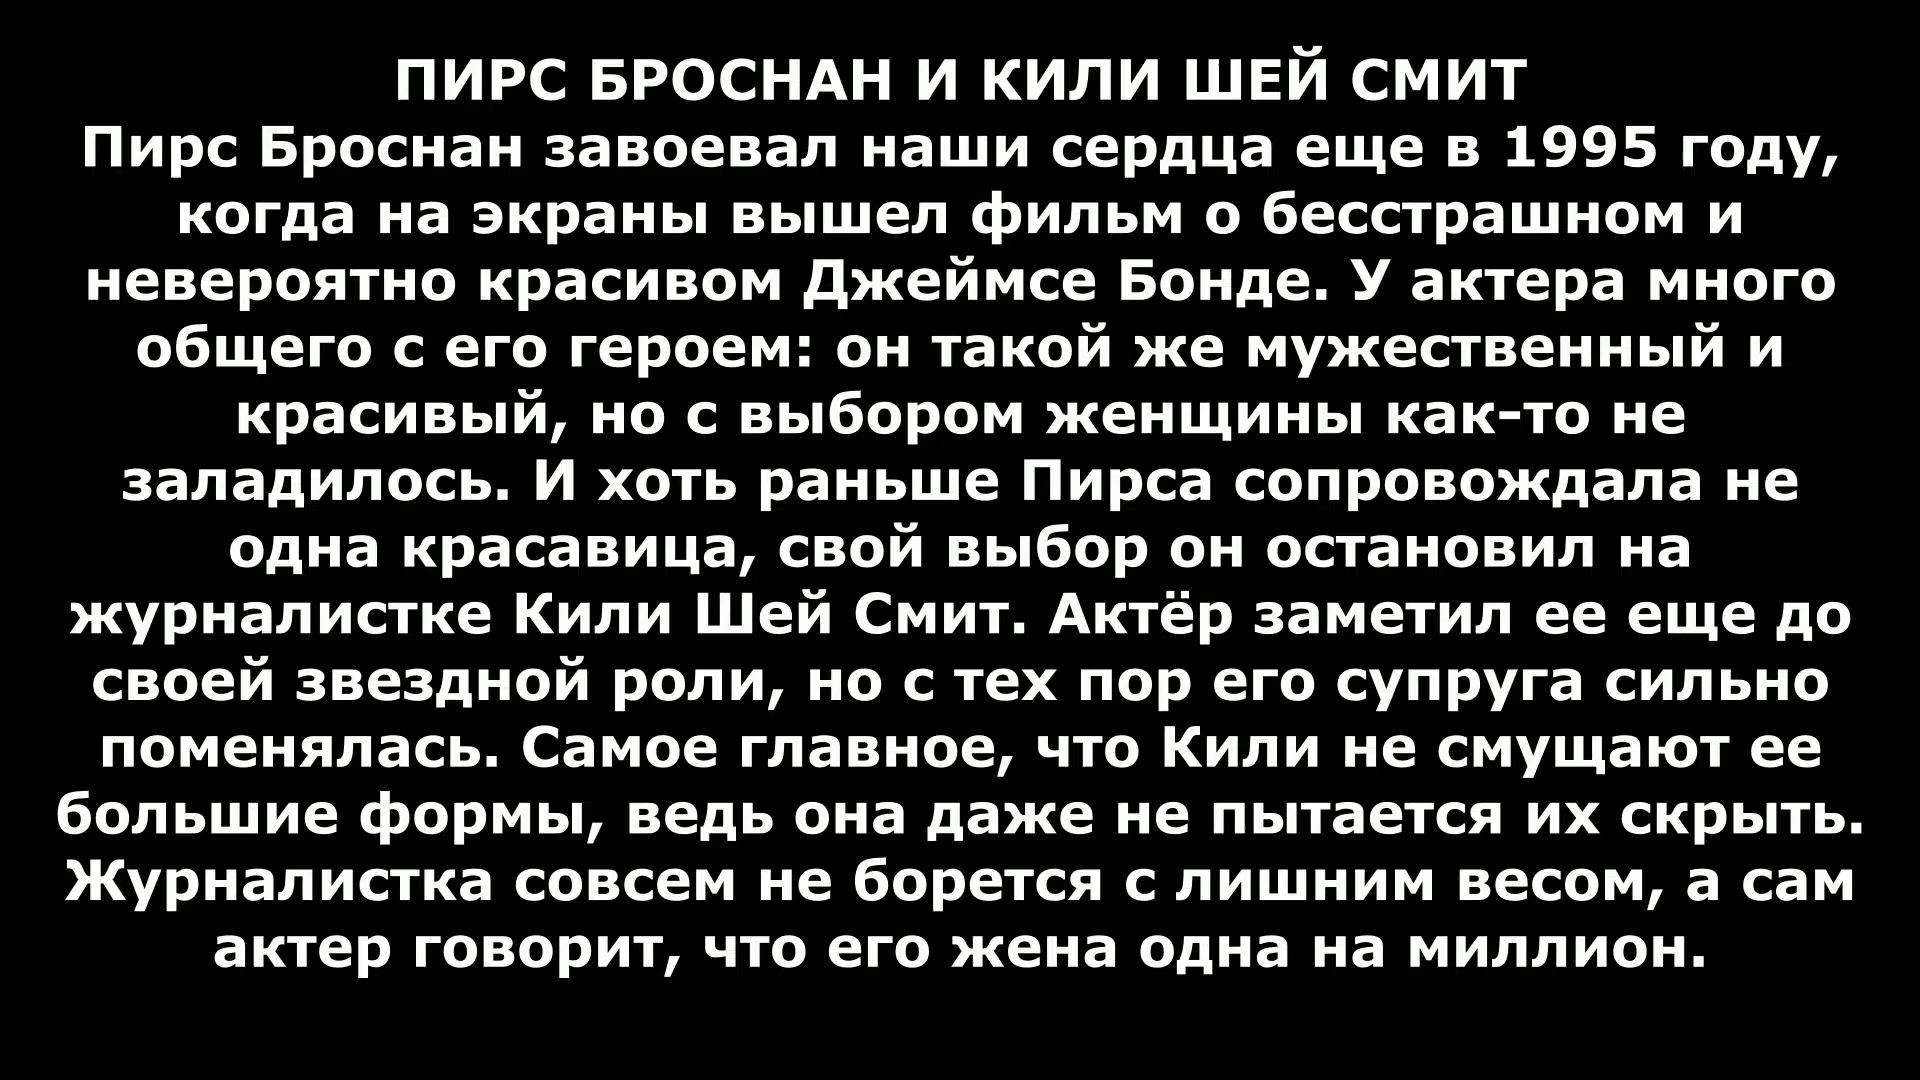 ПИРС БРОСНАН И КИЛИ ШЕЙ СМИТ
Пирс Броснан завоевал наши сердца еще в 1995 году,
когда на экраны вышел фильм о бесстрашном и
невероятно красивом Джеймсе Бонде. У актера много
общего с его героем: он такой же мужественный и
красивый, но с выбором женщины как-то не
заладилось. И хоть раньше Пирса сопровождала не
одна красавица, свой выбор он остановил на
журналистке Кили Шей Смит. Актёр заметил ее еще до
своей звездной роли, но с тех пор его супруга сильно
поменялась. Самое главное, что Кили не смущают ее
большие формы, ведь она даже не пытается их скрыть.
Журналистка совсем не борется с лишним весом, а сам
актер говорит, что его жена одна на миллион.